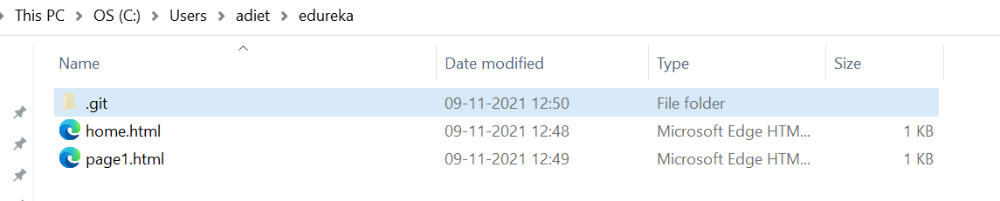 This PC > OS (C:) > Users > adiet > edureka
Name Date modified Type Size
.git 09-11-2021 12:50 File folder
home.html 09-11-2021 12:48 Microsoft Edge HTM... 1 KB
page1.html 09-11-2021 12:49 Microsoft Edge HTM... 1 KB